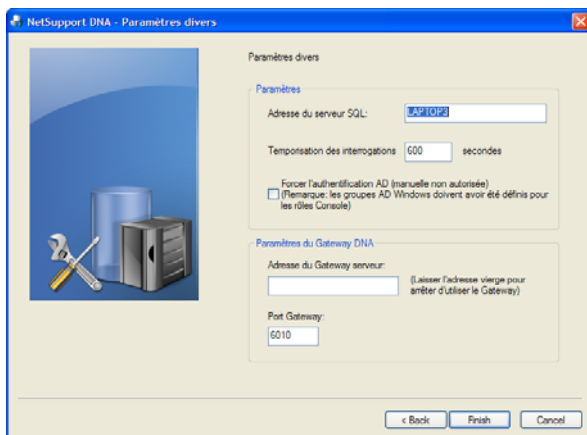 NetSupport DNA - Paramètres divers
Paramètres divers
Paramètres
Adresse du serveur SQL:
LAPTOP3
Temporisation des interrogations
600
secondes
Forcer l'authentification AD (manuelle non autorisée)
(Remarque: les groupes AD Windows doivent avoir été définis pour
les rôles Console)
Paramètres du Gateway DNA
Adresse du Gateway serveur:
(Laisser l'adresse vierge pour
arrêter d'utiliser le Gateway)
Port Gateway:
6010
< Back
Finish
Cancel